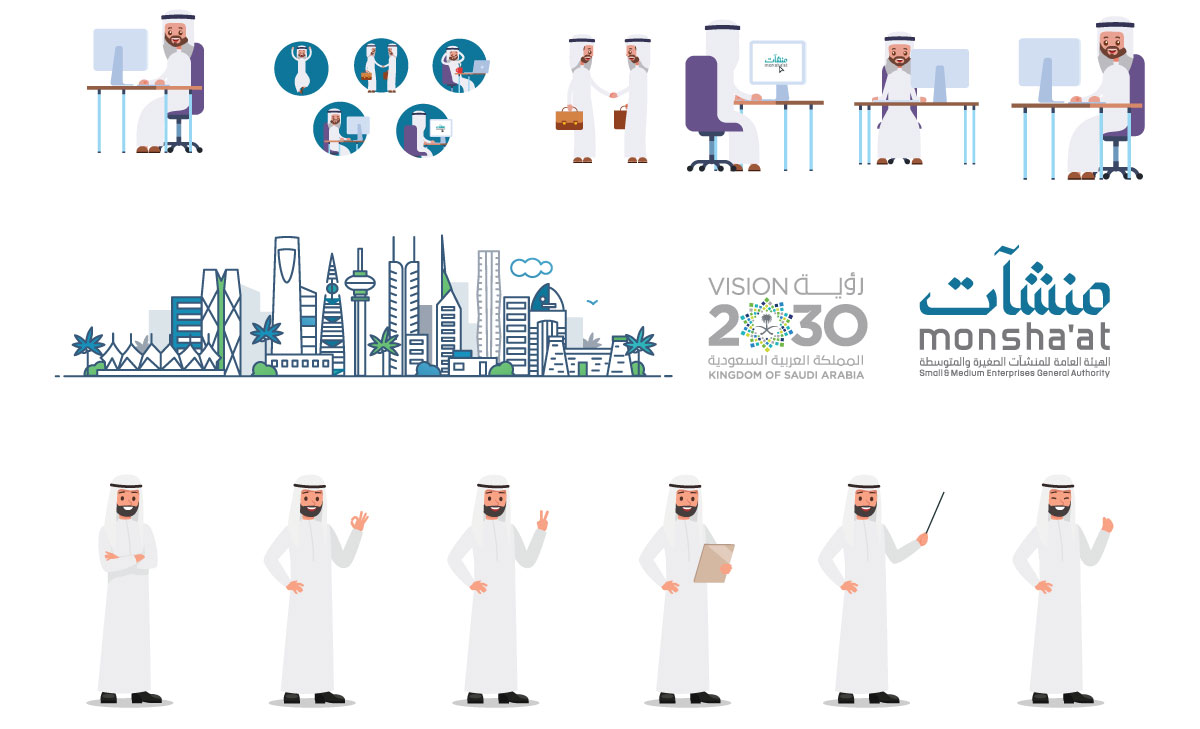 منشآت
monsha'at
VISION رؤيـــة
2030
المملكة العربية السعودية
KINGDOM OF SAUDI ARABIA
منشآت
monsha'at
الهيئة العامة للمنشآت الصغيرة والمتوسطة
Small & Medium Enterprises General Authority